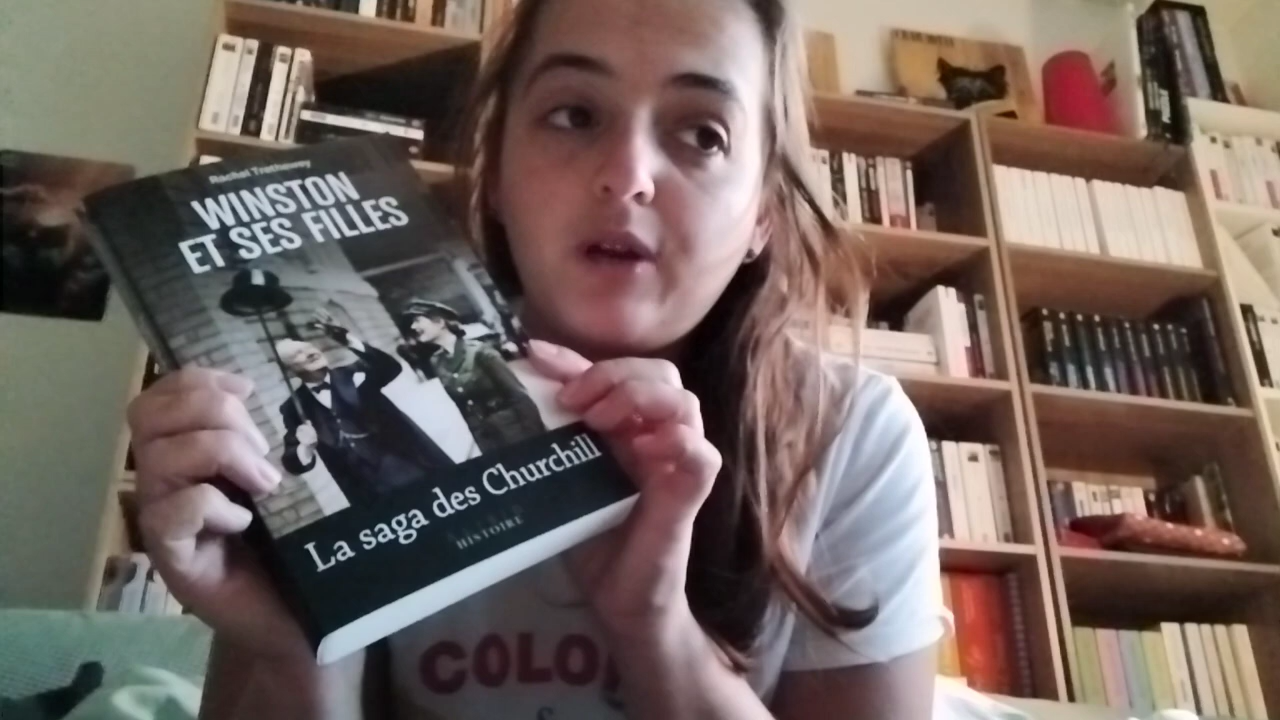 Rachel Trethewey
WINSTON
ET SES FILLES
La saga des Churchill
HISTOIRE
COLO